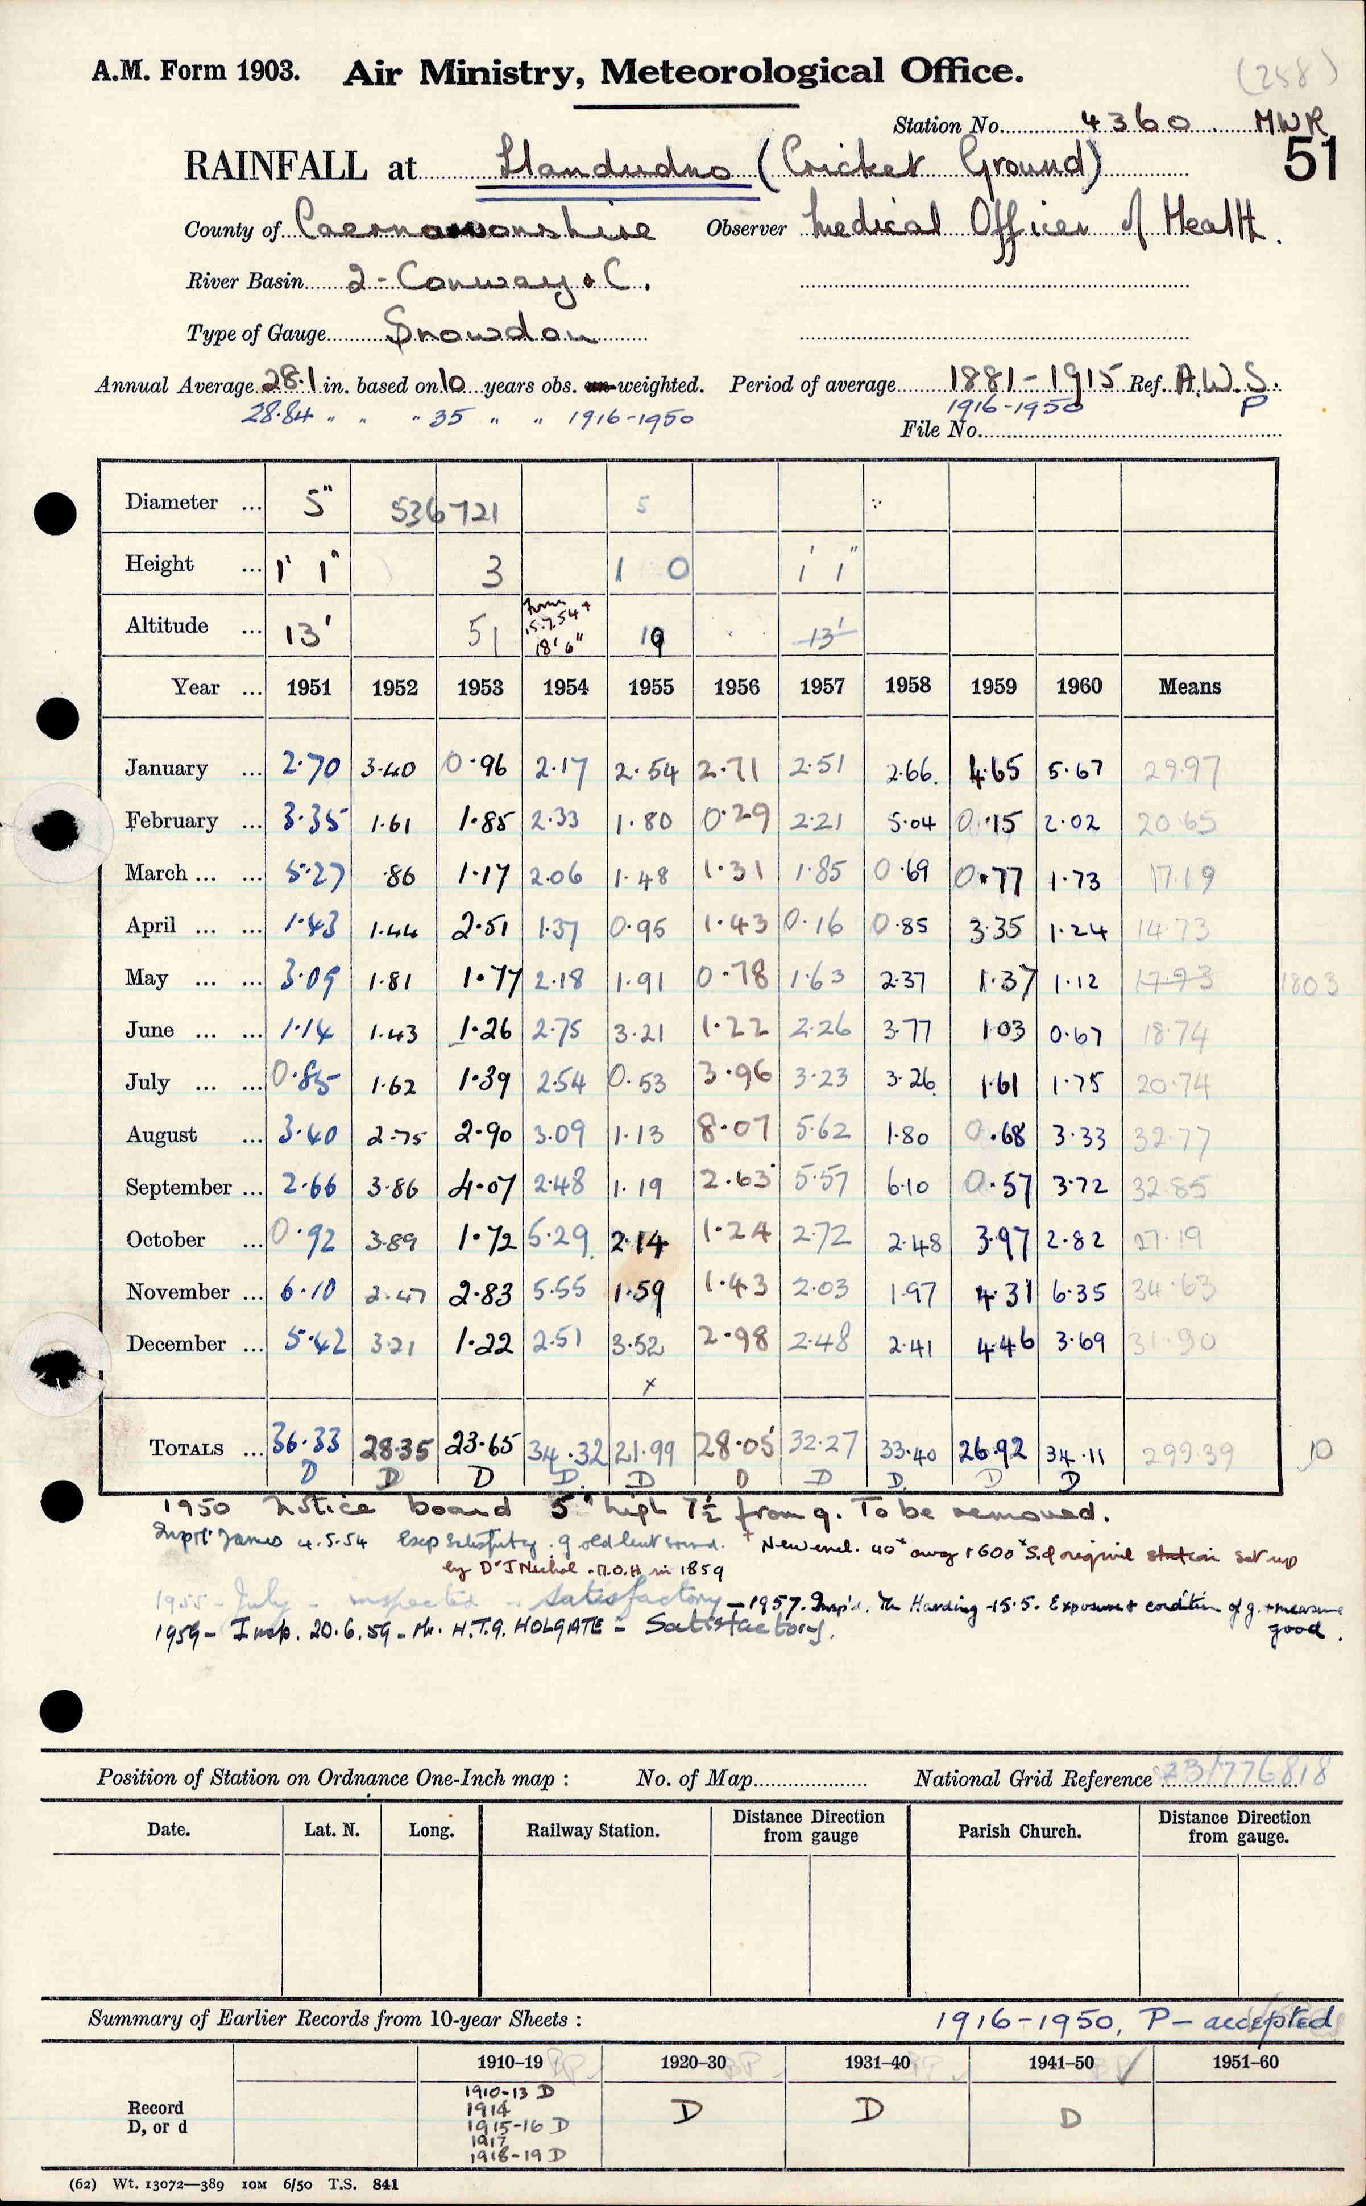 (258)
A.M. Form 1903. Air Ministry, Meteorological Office.
Station No. 4360 MWR
RAINFALL at Llandudno (Cricket Ground) 51
County of Caernarvonshire Observer Medical Officer of Health.
River Basin 2 - Conway & C.
Type of Gauge Snowdon
Annual Average 28.1 in. based on 10 years obs. un-weighted. Period of average 1881-1915 Ref. A.W.S.
28.84 " " " 35 " " 1916-1950 1916-1950 P
File No.
Diameter ... 5" 536721 5
Height ... 1' 1" 3 1 0 1' 1"
Altitude ... 13' 51 from 15.7.54 + 18' 6" 19 13'
Year ... 1951 1952 1953 1954 1955 1956 1957 1958 1959 1960 Means
January ... 2.70 3.40 0.96 2.17 2.54 2.71 2.51 2.66 4.65 5.67 29.97
February ... 3.35 1.61 1.85 2.33 1.80 0.29 2.21 5.04 0.15 2.02 20.65
March ... ... 5.27 .86 1.17 2.06 1.48 1.31 1.85 0.69 0.77 1.73 17.19
April ... ... 1.43 1.44 2.51 1.37 0.95 1.43 0.16 0.85 3.35 1.24 14.73
May ... ... 3.09 1.81 1.77 2.18 1.91 0.78 1.63 2.37 1.37 1.12 17.93 1803
June ... ... 1.14 1.43 1.26 2.75 3.21 1.22 2.26 3.77 1.03 0.67 18.74
July ... ... 0.85 1.62 1.39 2.54 0.53 3.96 3.23 3.26 1.61 1.75 20.74
August ... 3.40 2.75 2.90 3.09 1.13 8.07 5.62 1.80 0.68 3.33 32.77
September ... 2.66 3.86 4.07 2.48 1.19 2.63 5.57 6.10 0.57 3.72 32.85
October ... 0.92 3.89 1.72 5.29 2.14 1.24 2.72 2.48 3.97 2.82 27.19
November ... 6.10 2.47 2.83 5.55 1.59 1.43 2.03 1.97 4.31 6.35 34.63
December ... 5.42 3.21 1.22 2.51 3.52 2.98 2.48 2.41 4.46 3.69 31.90
x
TOTALS ... 36.33 28.35 23.65 34.32 21.99 28.05 32.27 33.40 26.92 34.11 299.39 10
D D D D D D D D D D
1950 Notice board 5" high 7½ from g. To be removed.
Insp Mr James 4.5.54 Exp satisfcty. g old but sound. + New encl. 40" away 1600" S. of original station set up
by Dr J Nichol. M.O.H in 1859
1955 - July - inspected - satisfactory - 1957. Insp'd. Mr Harding -15.5. Exposure & condition of g. + measure good.
1959 - Insp. 20.6.59 - Mr. H.T.G. HOLGATE - Satisfactory.
Position of Station on Ordnance One-Inch map : No. of Map National Grid Reference 23/776818
Date. Lat. N. Long. Railway Station. Distance Direction from gauge Parish Church. Distance Direction from gauge.
Summary of Earlier Records from 10-year Sheets : 1916-1950, P - accepted
1910–19 1920–30 1931–40 1941–50 1951–60
Record D, or d
1910-13 D D D D
1914
1915-16 D
1917
1918-19 D
(62) Wt. 13072—389 10M 6/50 T.S. 841